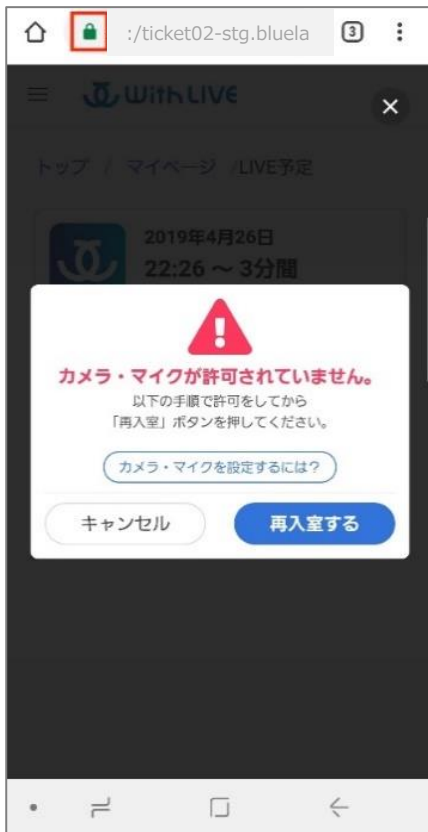 :/ticket02-stg.bluela
3
WithLIVE
トップ / マイページ /LIVE予定
2019年4月26日
22:26 ～ 3分間
カメラ・マイクが許可されていません。
以下の手順で許可をしてから
「再入室」ボタンを押してください。
カメラ・マイクを設定するには？
キャンセル
再入室する